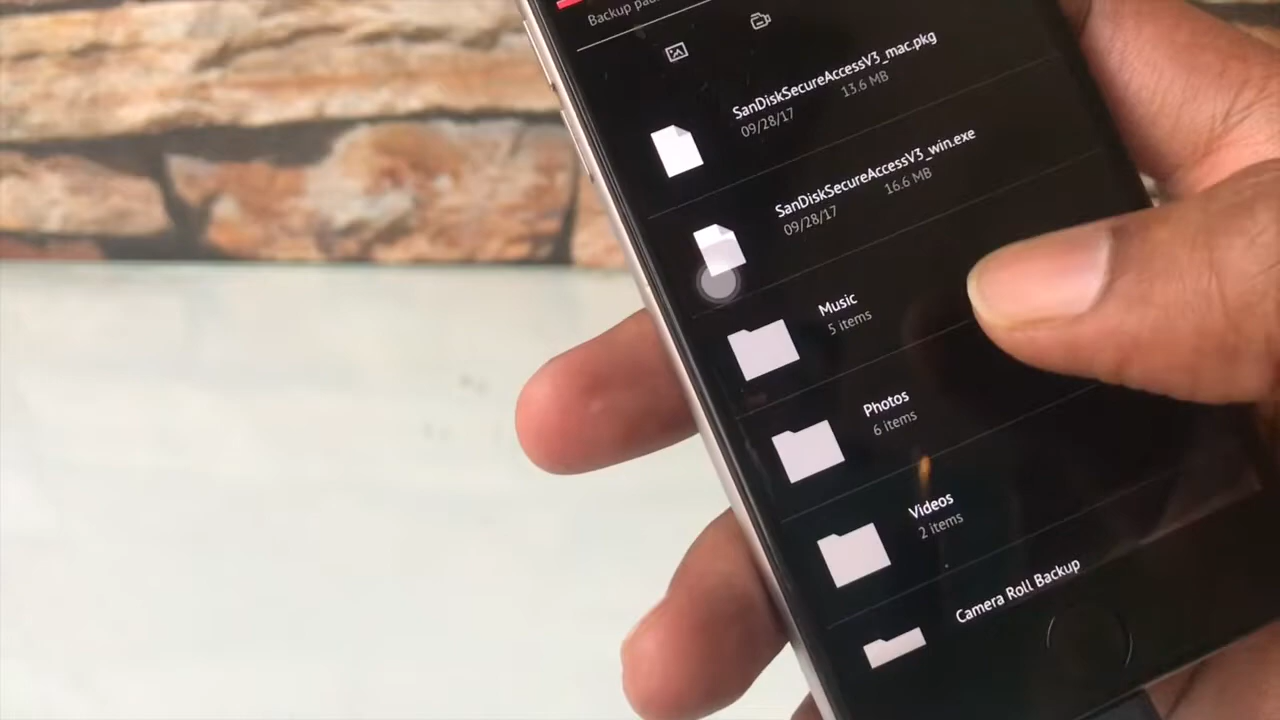 Backup
SanDiskSecureAccessV3_mac.pkg
09/28/17 13.6 MB
SanDiskSecureAccessV3_win.exe
09/28/17 16.6 MB
Music
5 items
Photos
6 items
Videos
2 items
Camera Roll Backup